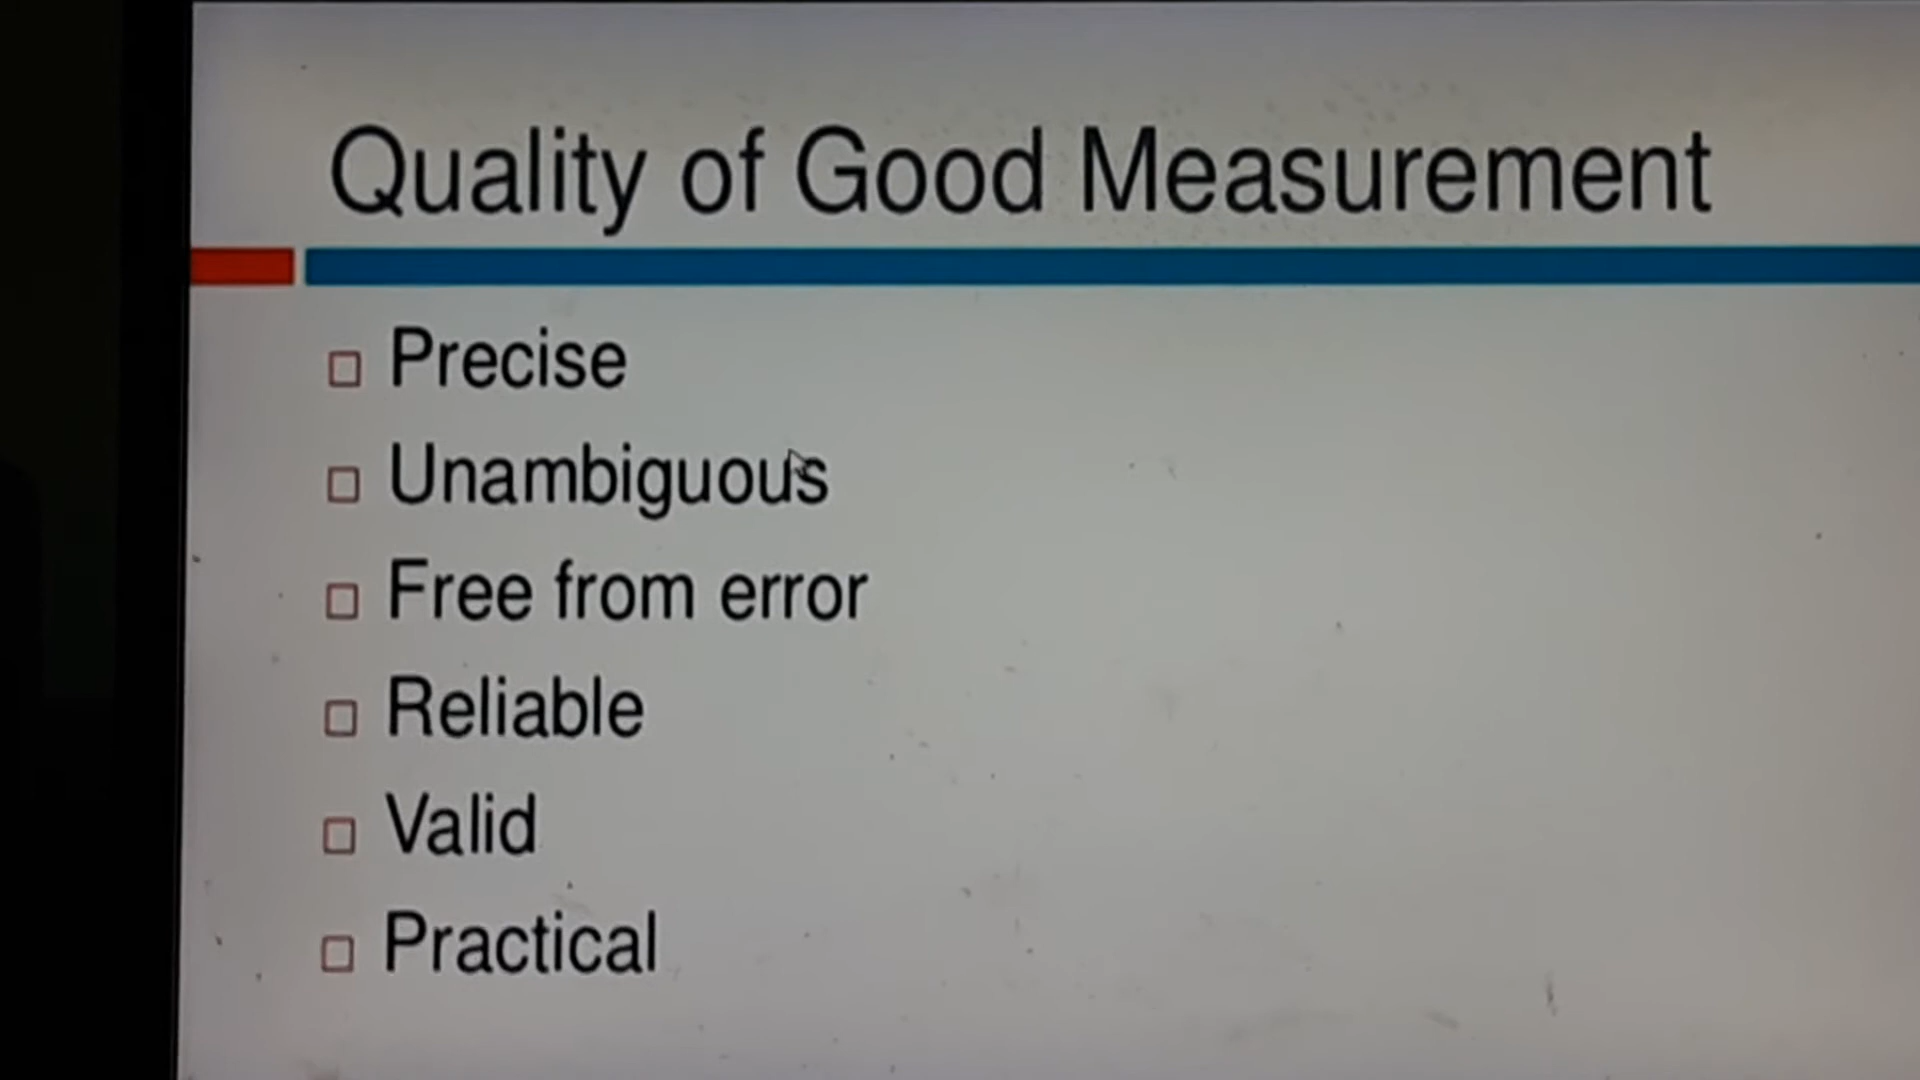 Quality of Good Measurement
Precise
Unambiguous
Free from error
Reliable
Valid
Practical